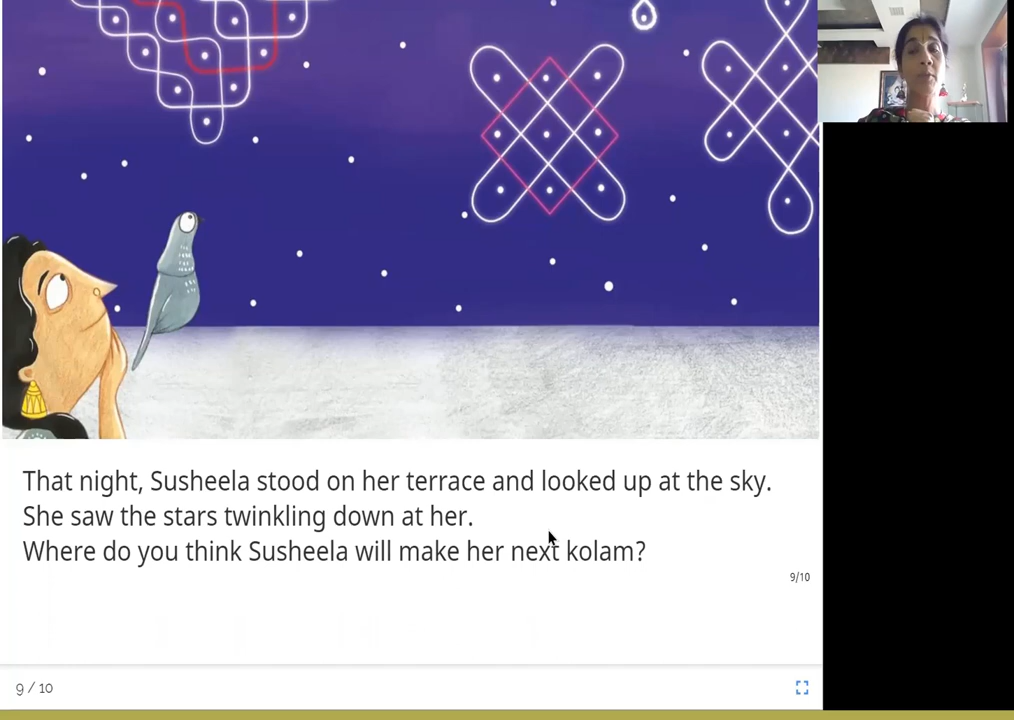 That night, Susheela stood on her terrace and looked up at the sky.
She saw the stars twinkling down at her.
Where do you think Susheela will make her next kolam?
9/10
9 / 10